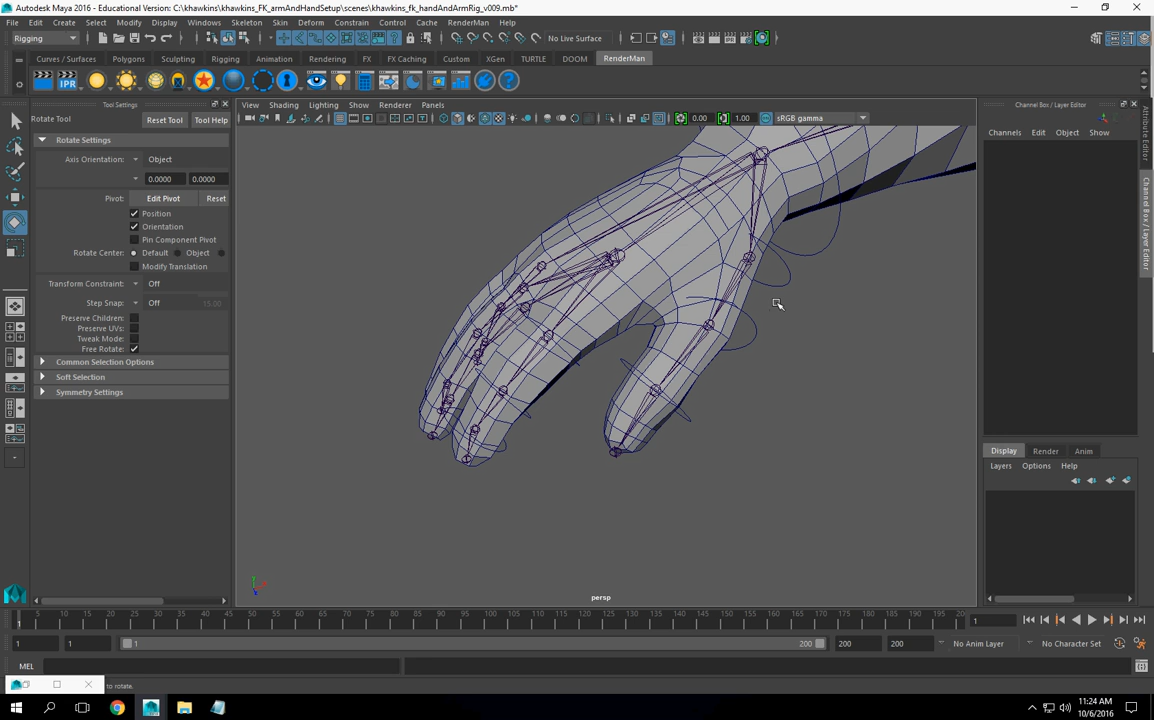 Autodesk Maya 2016 - Educational Version: C:\khawkins\khawkins_FK_armAndHandSetup\scenes\khawkins_fk_handAndArmRig_v009.mb*
File Edit Create Select Modify Display Windows Skeleton Skin Deform Constrain Control Cache RenderMan Help
Rigging
No Live Surface
Curves / Surfaces Polygons Sculpting Rigging Animation Rendering FX FX Caching Custom XGen TURTLE DOOM RenderMan
IPR
Tool Settings
Rotate Tool Reset Tool Tool Help
Rotate Settings
Axis Orientation: Object
0.0000 0.0000
Pivot: Edit Pivot Reset
Position
Orientation
Pin Component Pivot
Rotate Center: Default Object
Modify Translation
Transform Constraint: Off
Step Snap: Off 15.00
Preserve Children:
Preserve UVs:
Tweak Mode:
Free Rotate:
Common Selection Options
Soft Selection
Symmetry Settings
View Shading Lighting Show Renderer Panels
0.00 1.00 sRGB gamma
persp
Channel Box / Layer Editor
Channels Edit Object Show
Attribute Editor
Channel Box / Layer Editor
Display Render Anim
Layers Options Help
5 10 15 20 25 30 35 40 45 50 55 60 65 70 75 80 85 90 95 100 105 110 115 120 125 130 135 140 145 150 155 160 165 170 175 180 185 190 195 200
1 1
1 1 1 200 200 200 No Anim Layer No Character Set
MEL
to rotate.
11:24 AM
10/6/2016